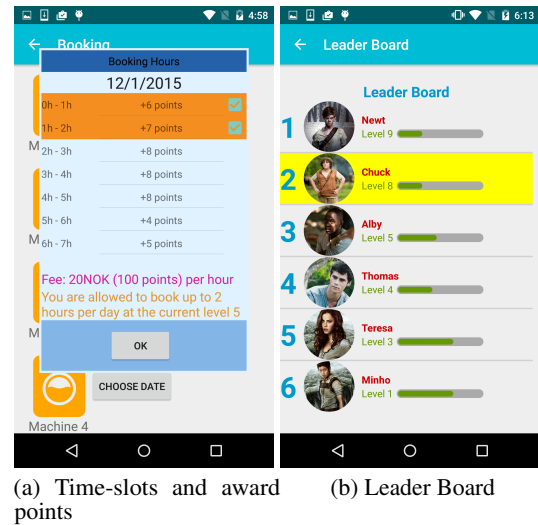 4:58
Booking
Booking Hours
12/1/2015
0h - 1h +6 points
1h - 2h +7 points
2h - 3h +8 points
3h - 4h +8 points
4h - 5h +8 points
5h - 6h +4 points
6h - 7h +5 points
Fee: 20NOK (100 points) per hour
You are allowed to book up to 2
hours per day at the current level 5
OK
M
M
M
CHOOSE DATE
Machine 4
(a) Time-slots and award
points
6:13
Leader Board
Leader Board
1 Newt
Level 9
2 Chuck
Level 8
3 Alby
Level 5
4 Thomas
Level 4
5 Teresa
Level 3
6 Minho
Level 1
(b) Leader Board